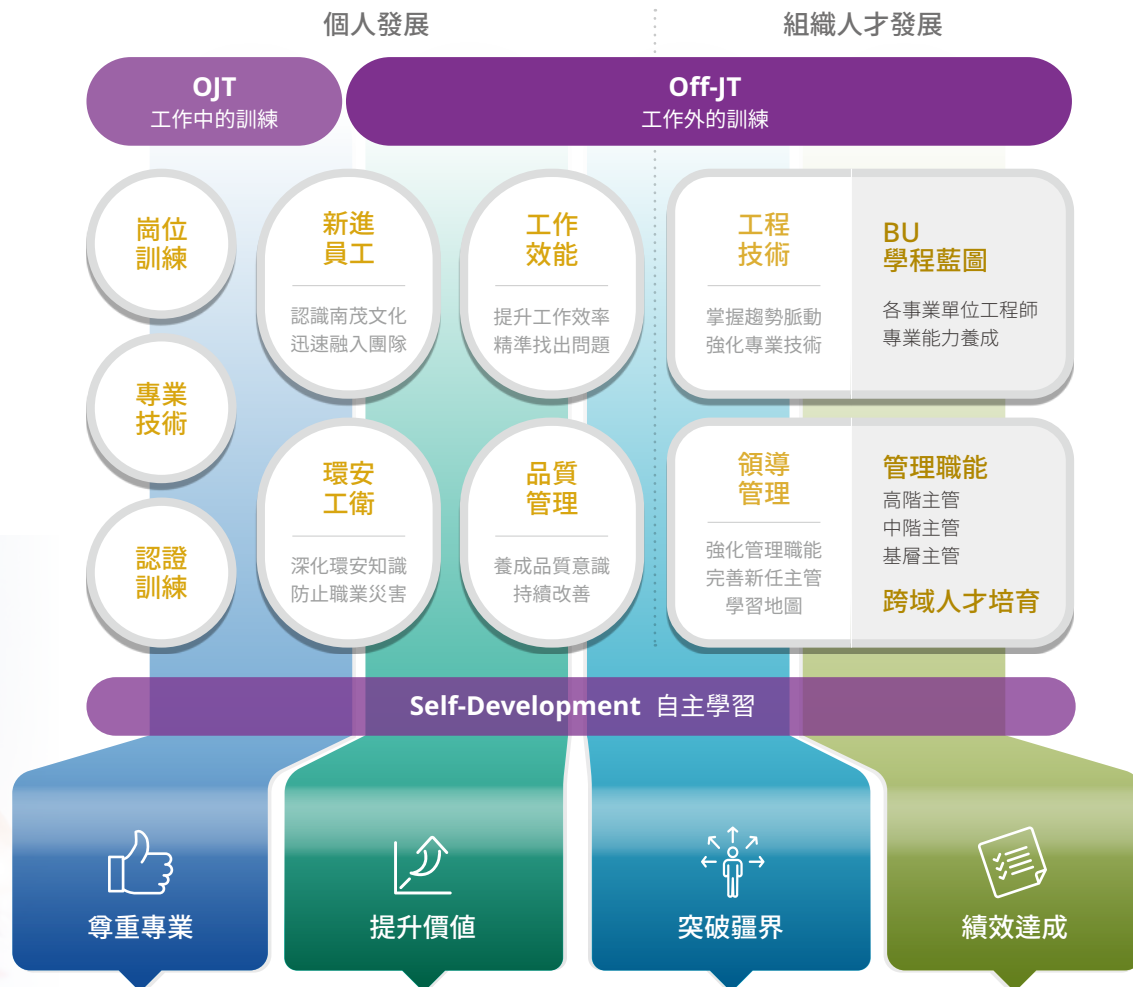 個人發展
組織人才發展
OJT
工作中的訓練
Off-JT
工作外的訓練
崗位
訓練
專業
技術
認證
訓練
新進
員工
認識南茂文化
迅速融入團隊
工作
效能
提升工作效率
精準找出問題
工程
技術
掌握趨勢脈動
強化專業技術
BU
學程藍圖
各事業單位工程師
專業能力養成
環安
工衛
深化環安知識
防止職業災害
品質
管理
養成品質意識
持續改善
領導
管理
強化管理職能
完善新任主管
學習地圖
管理職能
高階主管
中階主管
基層主管
跨域人才培育
Self-Development 自主學習
尊重專業
提升價值
突破疆界
績效達成